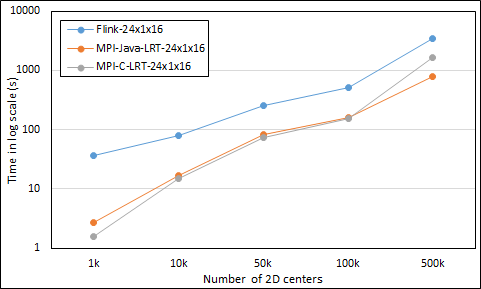 10000
1000
100
10
1
Time in log scale (s)
Flink-24x1x16
MPI-Java-LRT-24x1x16
MPI-C-LRT-24x1x16
1k 10k 50k 100k 500k
Number of 2D centers